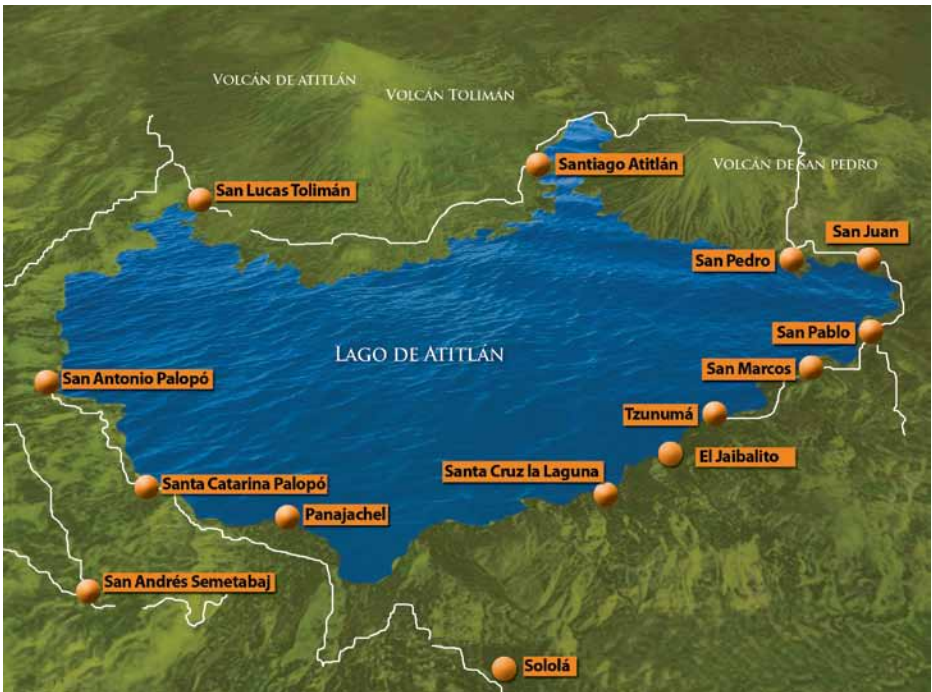 VOLCÁN DE ATITLÁN
VOLCÁN TOLIMÁN
Santiago Atitlán
VOLCÁN DE SAN PEDRO
San Lucas Tolimán
San Juan
San Pedro
San Pablo
LAGO DE ATITLÁN
San Marcos
San Antonio Palopó
Tzunumá
El Jaibalito
Santa Cruz la Laguna
Santa Catarina Palopó
Panajachel
San Andrés Semetabaj
Sololá